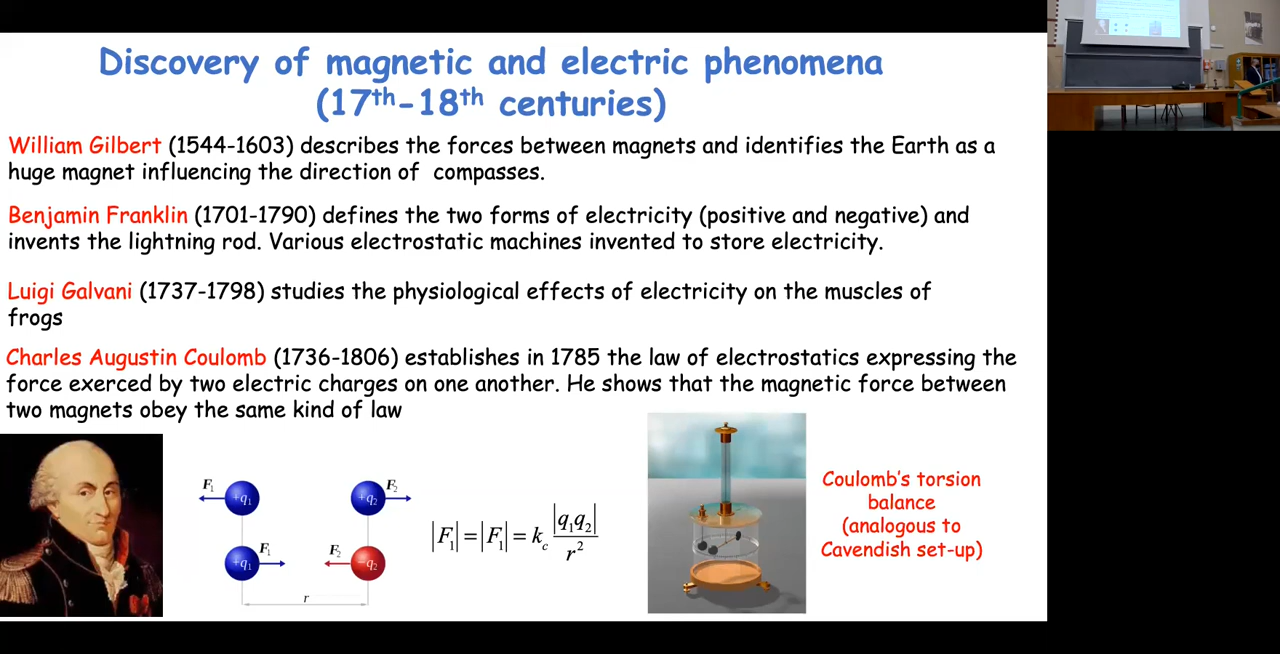 Discovery of magnetic and electric phenomena
(17th-18th centuries)
William Gilbert (1544-1603) describes the forces between magnets and identifies the Earth as a
huge magnet influencing the direction of compasses.
Benjamin Franklin (1701-1790) defines the two forms of electricity (positive and negative) and
invents the lightning rod. Various electrostatic machines invented to store electricity.
Luigi Galvani (1737-1798) studies the physiological effects of electricity on the muscles of
frogs
Charles Augustin Coulomb (1736-1806) establishes in 1785 the law of electrostatics expressing the
force exerced by two electric charges on one another. He shows that the magnetic force between
two magnets obey the same kind of law
F₁ +q₁ +q₂ F₂
+q₁ F₁ F₂ −q₂
r
|F₁| = |F₁| = k_c |q₁q₂| / r²
Coulomb's torsion
balance
(analogous to
Cavendish set-up)